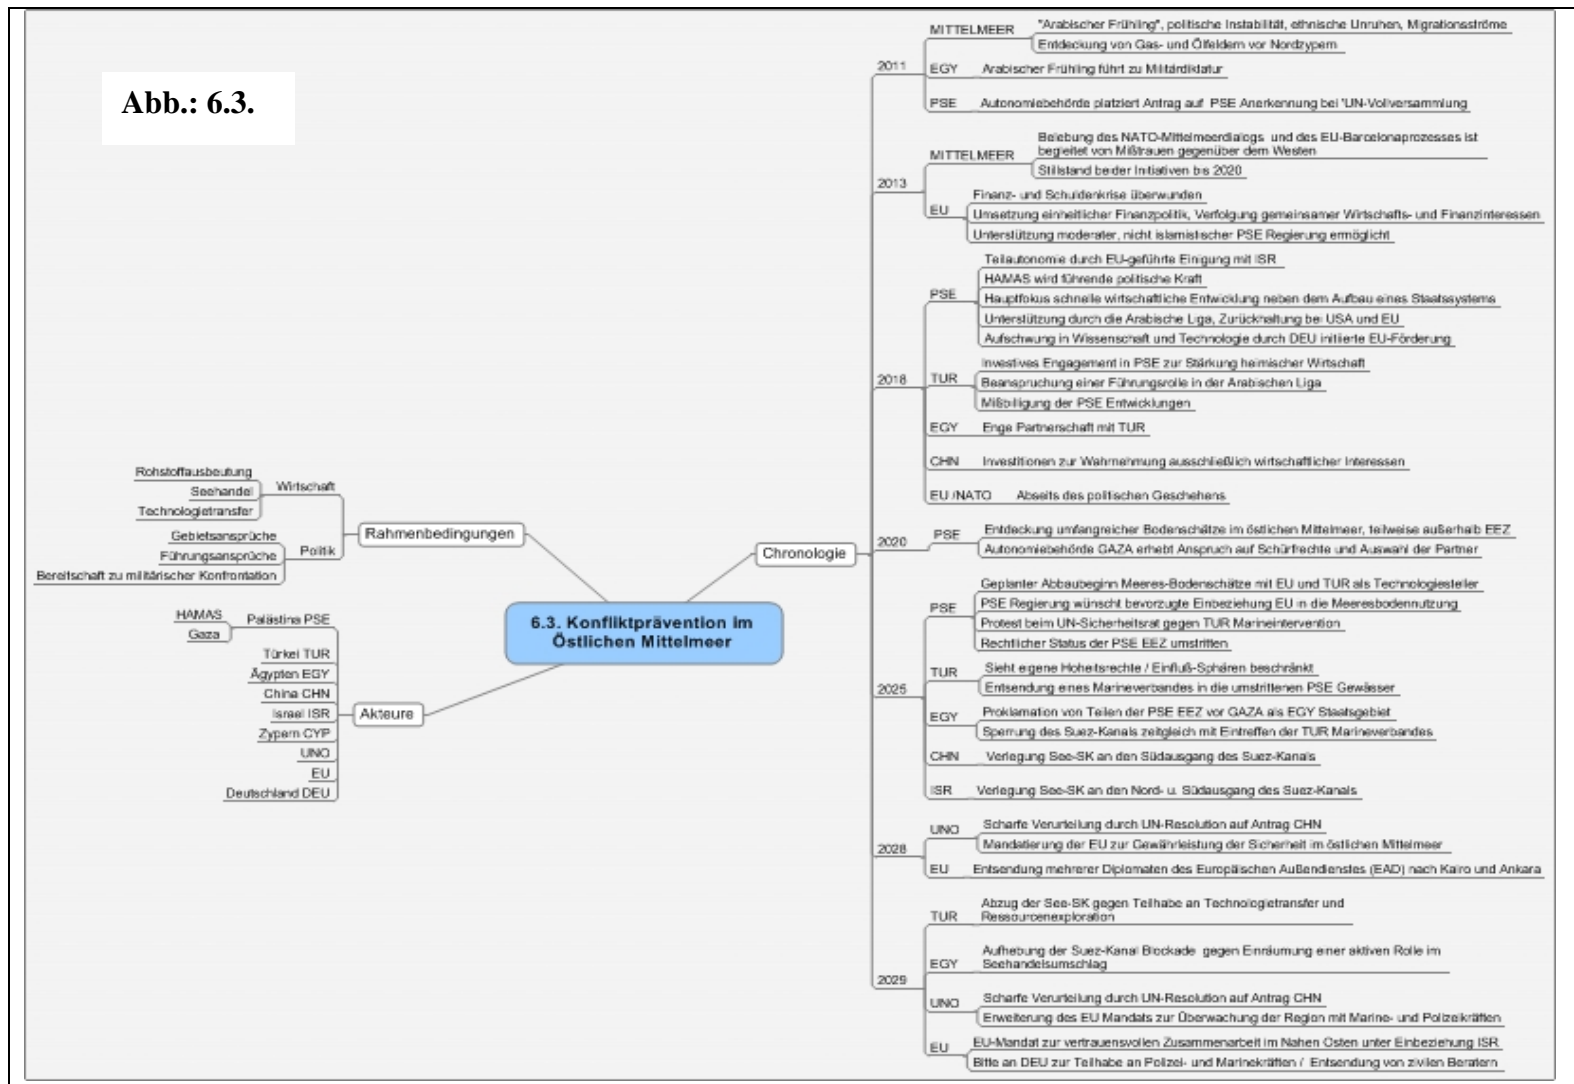 Abb.: 6.3.
6.3. Konfliktprävention im
Östlichen Mittelmeer
Rahmenbedingungen
Wirtschaft
Rohstoffausbeutung
Seehandel
Technologietransfer
Politik
Gebietsansprüche
Führungsansprüche
Bereitschaft zu militärischer Konfrontation
Akteure
Palästina PSE
HAMAS
Gaza
Türkei TUR
Ägypten EGY
China CHN
Israel ISR
Zypern CYP
UNO
EU
Deutschland DEU
Chronologie
2011
MITTELMEER
"Arabischer Frühling", politische Instabilität, ethnische Unruhen, Migrationsströme
Entdeckung von Gas- und Ölfeldern vor Nordzypern
EGY
Arabischer Frühling führt zu Militärdiktatur
PSE
Autonomiebehörde platziert Antrag auf PSE Anerkennung bei 'UN-Vollversammlung
2013
MITTELMEER
Belebung des NATO-Mittelmeerdialogs und des EU-Barcelonaprozesses ist
begleitet von Mißtrauen gegenüber dem Westen
Stillstand beider Initiativen bis 2020
EU
Finanz- und Schuldenkrise überwunden
Umsetzung einheitlicher Finanzpolitik, Verfolgung gemeinsamer Wirtschafts- und Finanzinteressen
Unterstützung moderater, nicht islamistischer PSE Regierung ermöglicht
2018
PSE
Teilautonomie durch EU-geführte Einigung mit ISR
HAMAS wird führende politische Kraft
Hauptfokus schnelle wirtschaftliche Entwicklung neben dem Aufbau eines Staatssystems
Unterstützung durch die Arabische Liga, Zurückhaltung bei USA und EU
Aufschwung in Wissenschaft und Technologie durch DEU initiierte EU-Förderung
TUR
Investives Engagement in PSE zur Stärkung heimischer Wirtschaft
Beanspruchung einer Führungsrolle in der Arabischen Liga
Mißbilligung der PSE Entwicklungen
EGY
Enge Partnerschaft mit TUR
CHN
Investitionen zur Wahrnehmung ausschließlich wirtschaftlicher Interessen
EU /NATO
Abseits des politischen Geschehens
2020
PSE
Entdeckung umfangreicher Bodenschätze im östlichen Mittelmeer, teilweise außerhalb EEZ
Autonomiebehörde GAZA erhebt Anspruch auf Schürfrechte und Auswahl der Partner
2025
PSE
Geplanter Abbaubeginn Meeres-Bodenschätze mit EU und TUR als Technologiesteller
PSE Regierung wünscht bevorzugte Einbeziehung EU in die Meeresbodennutzung
Protest beim UN-Sicherheitsrat gegen TUR Marineintervention
Rechtlicher Status der PSE EEZ umstritten
TUR
Sieht eigene Hoheitsrechte / Einfluß-Sphären beschränkt
Entsendung eines Marineverbandes in die umstrittenen PSE Gewässer
EGY
Proklamation von Teilen der PSE EEZ vor GAZA als EGY Staatsgebiet
Sperrung des Suez-Kanals zeitgleich mit Eintreffen der TUR Marineverbandes
CHN
Verlegung See-SK an den Südausgang des Suez-Kanals
ISR
Verlegung See-SK an den Nord- u. Südausgang des Suez-Kanals
2028
UNO
Scharfe Verurteilung durch UN-Resolution auf Antrag CHN
Mandatierung der EU zur Gewährleistung der Sicherheit im östlichen Mittelmeer
EU
Entsendung mehrerer Diplomaten des Europäischen Außendienstes (EAD) nach Kairo und Ankara
2029
TUR
Abzug der See-SK gegen Teilhabe an Technologietransfer und
Ressourcenexploration
EGY
Aufhebung der Suez-Kanal Blockade gegen Einräumung einer aktiven Rolle im
Seehandelsumschlag
UNO
Scharfe Verurteilung durch UN-Resolution auf Antrag CHN
Erweiterung des EU Mandats zur Überwachung der Region mit Marine- und Polizeikräften
EU
EU-Mandat zur vertrauensvollen Zusammenarbeit im Nahen Osten unter Einbeziehung ISR
Bitte an DEU zur Teilhabe an Polizei- und Marinekräften / Entsendung von zivilen Beratern